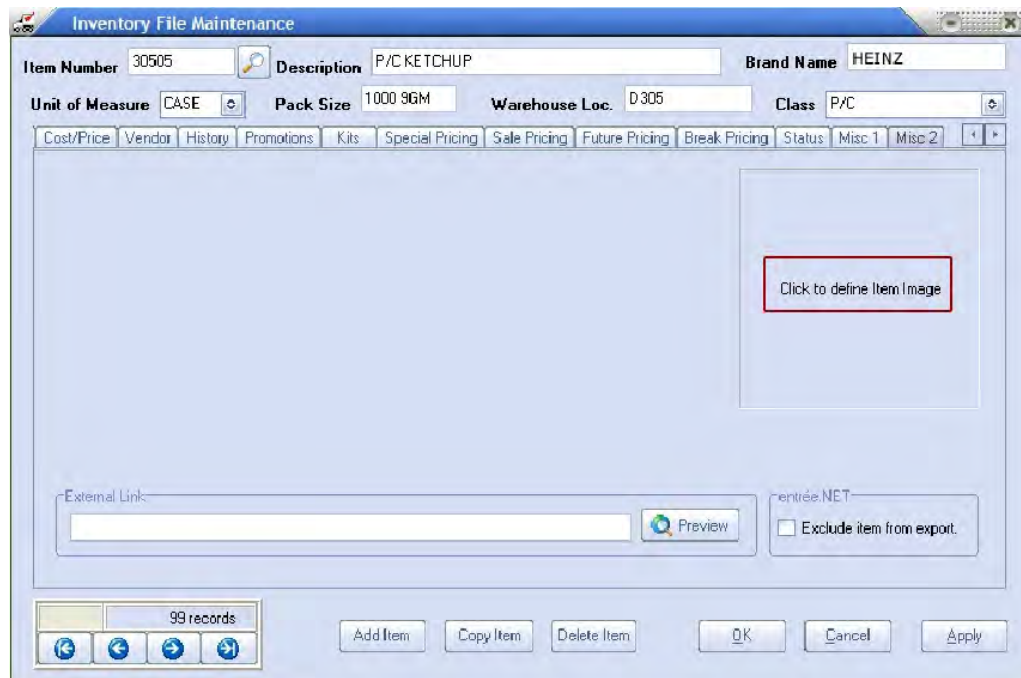 Inventory File Maintenance
Item Number 30505 Description P/C KETCHUP Brand Name HEINZ
Unit of Measure CASE Pack Size 1000 9GM Warehouse Loc. D305 Class P/C
Cost/Price Vendor History Promotions Kits Special Pricing Sale Pricing Future Pricing Break Pricing Status Misc 1 Misc 2
Click to define Item Image
External Link entrée.NET
Preview Exclude item from export.
99 records
Add Item Copy Item Delete Item OK Cancel Apply